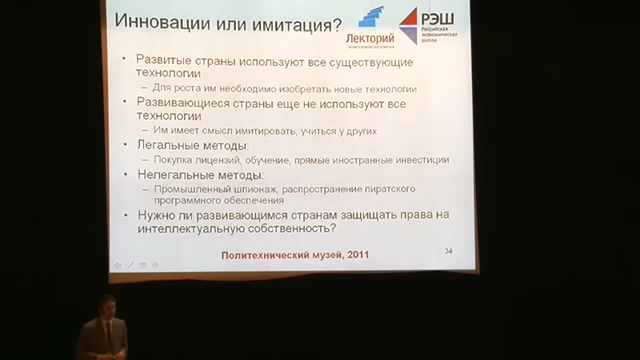 Инновации или имитация?
Лекторий
РЭШ
Российская
экономическая
школа
• Развитые страны используют все существующие
технологии
– Для роста им необходимо изобретать новые технологии
• Развивающиеся страны еще не используют все
технологии
– Им имеет смысл имитировать, учиться у других
• Легальные методы:
– Покупка лицензий, обучение, прямые иностранные инвестиции
• Нелегальные методы:
– Промышленный шпионаж, распространение пиратского
програмного обеспечения
• Нужно ли развивающимся странам защищать права на
интеллектуальную собственность?
Политехнический музей, 2011
34